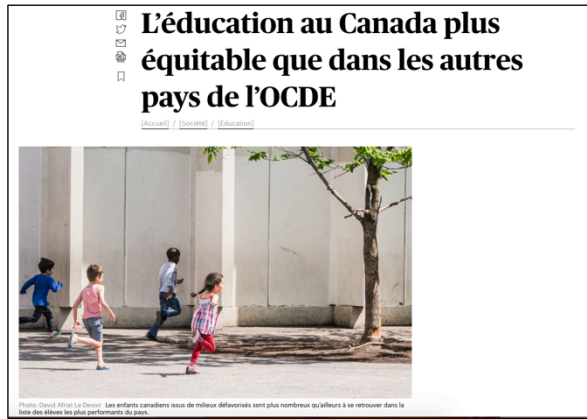 L’éducation au Canada plus
équitable que dans les autres
pays de l’OCDE
[Accueil] / [Société] / [Éducation]
Photo: David Afriat Le Devoir Les enfants canadiens issus de milieux défavorisés sont plus nombreux qu’ailleurs à se retrouver dans la
liste des élèves les plus performants du pays.